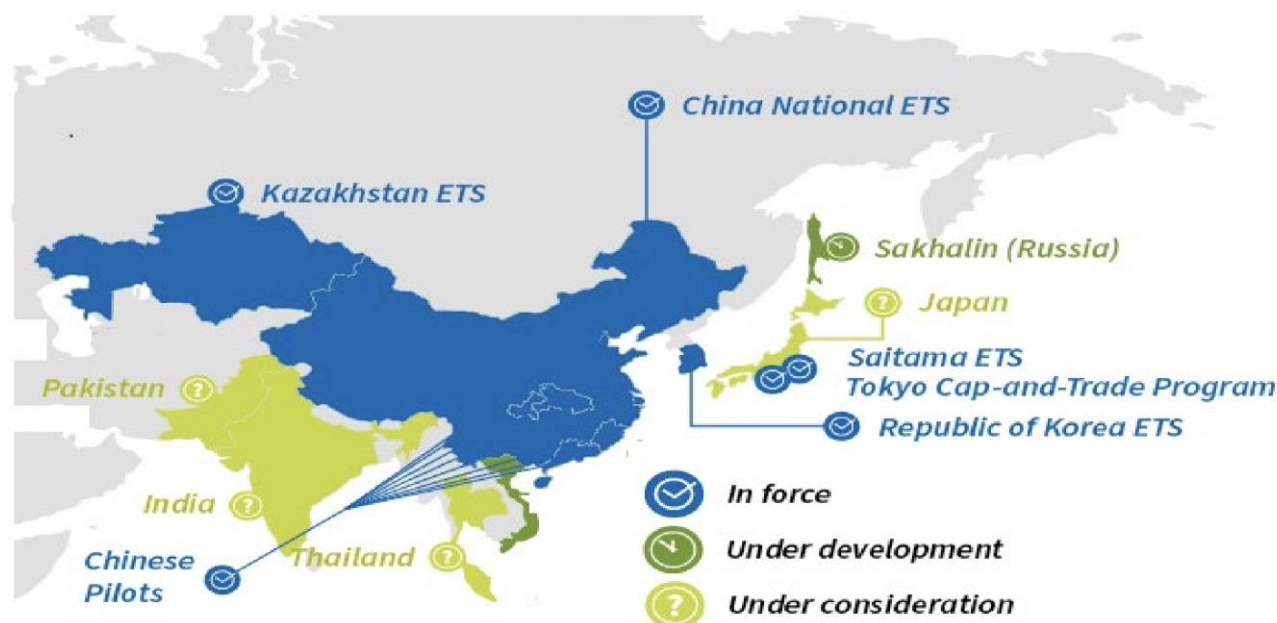 China National ETS
Kazakhstan ETS
Sakhalin (Russia)
Japan
Saitama ETS
Tokyo Cap-and-Trade Program
Pakistan
Republic of Korea ETS
India
Thailand
Chinese
Pilots
In force
Under development
Under consideration